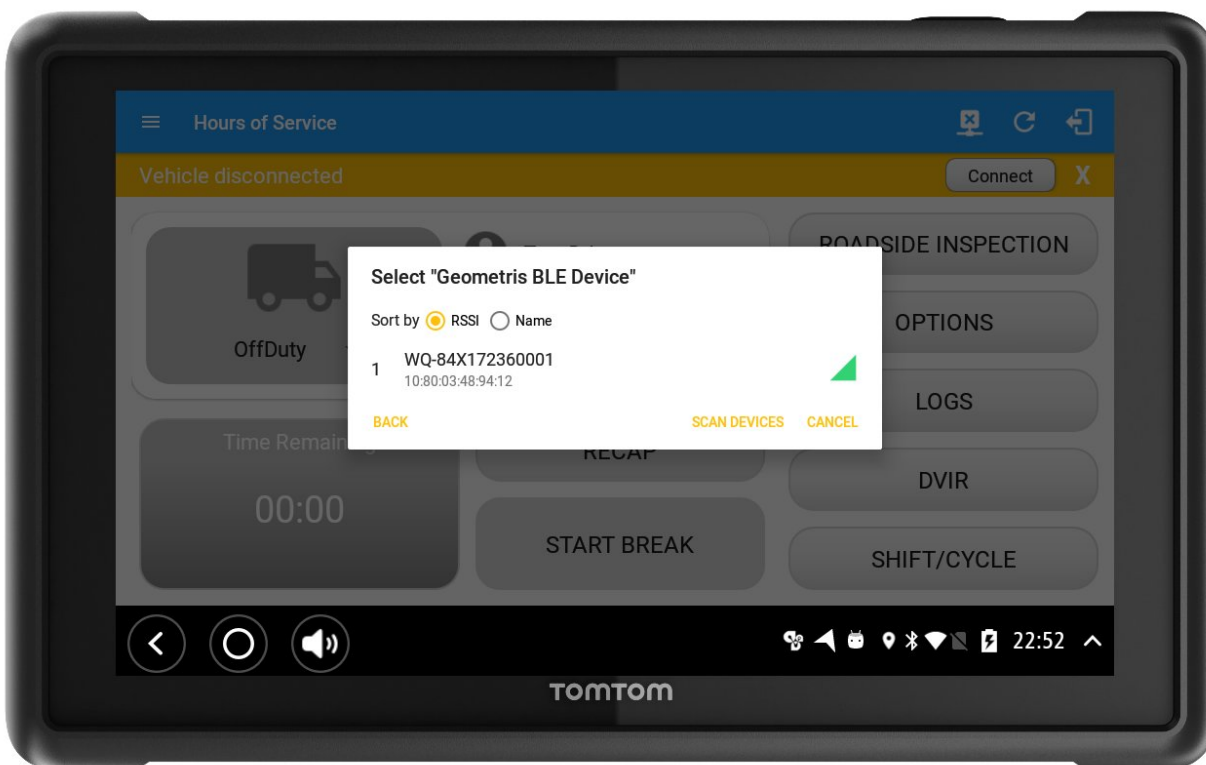 Hours of Service
Vehicle disconnected
Connect
X
ROADSIDE INSPECTION
Select "Geometris BLE Device"
Sort by RSSI Name
OffDuty
OPTIONS
1
WQ-84X172360001
10:80:03:48:94:12
LOGS
BACK
SCAN DEVICES
CANCEL
Time Remain
RECAP
DVIR
00:00
START BREAK
SHIFT/CYCLE
22:52
TOMTOM